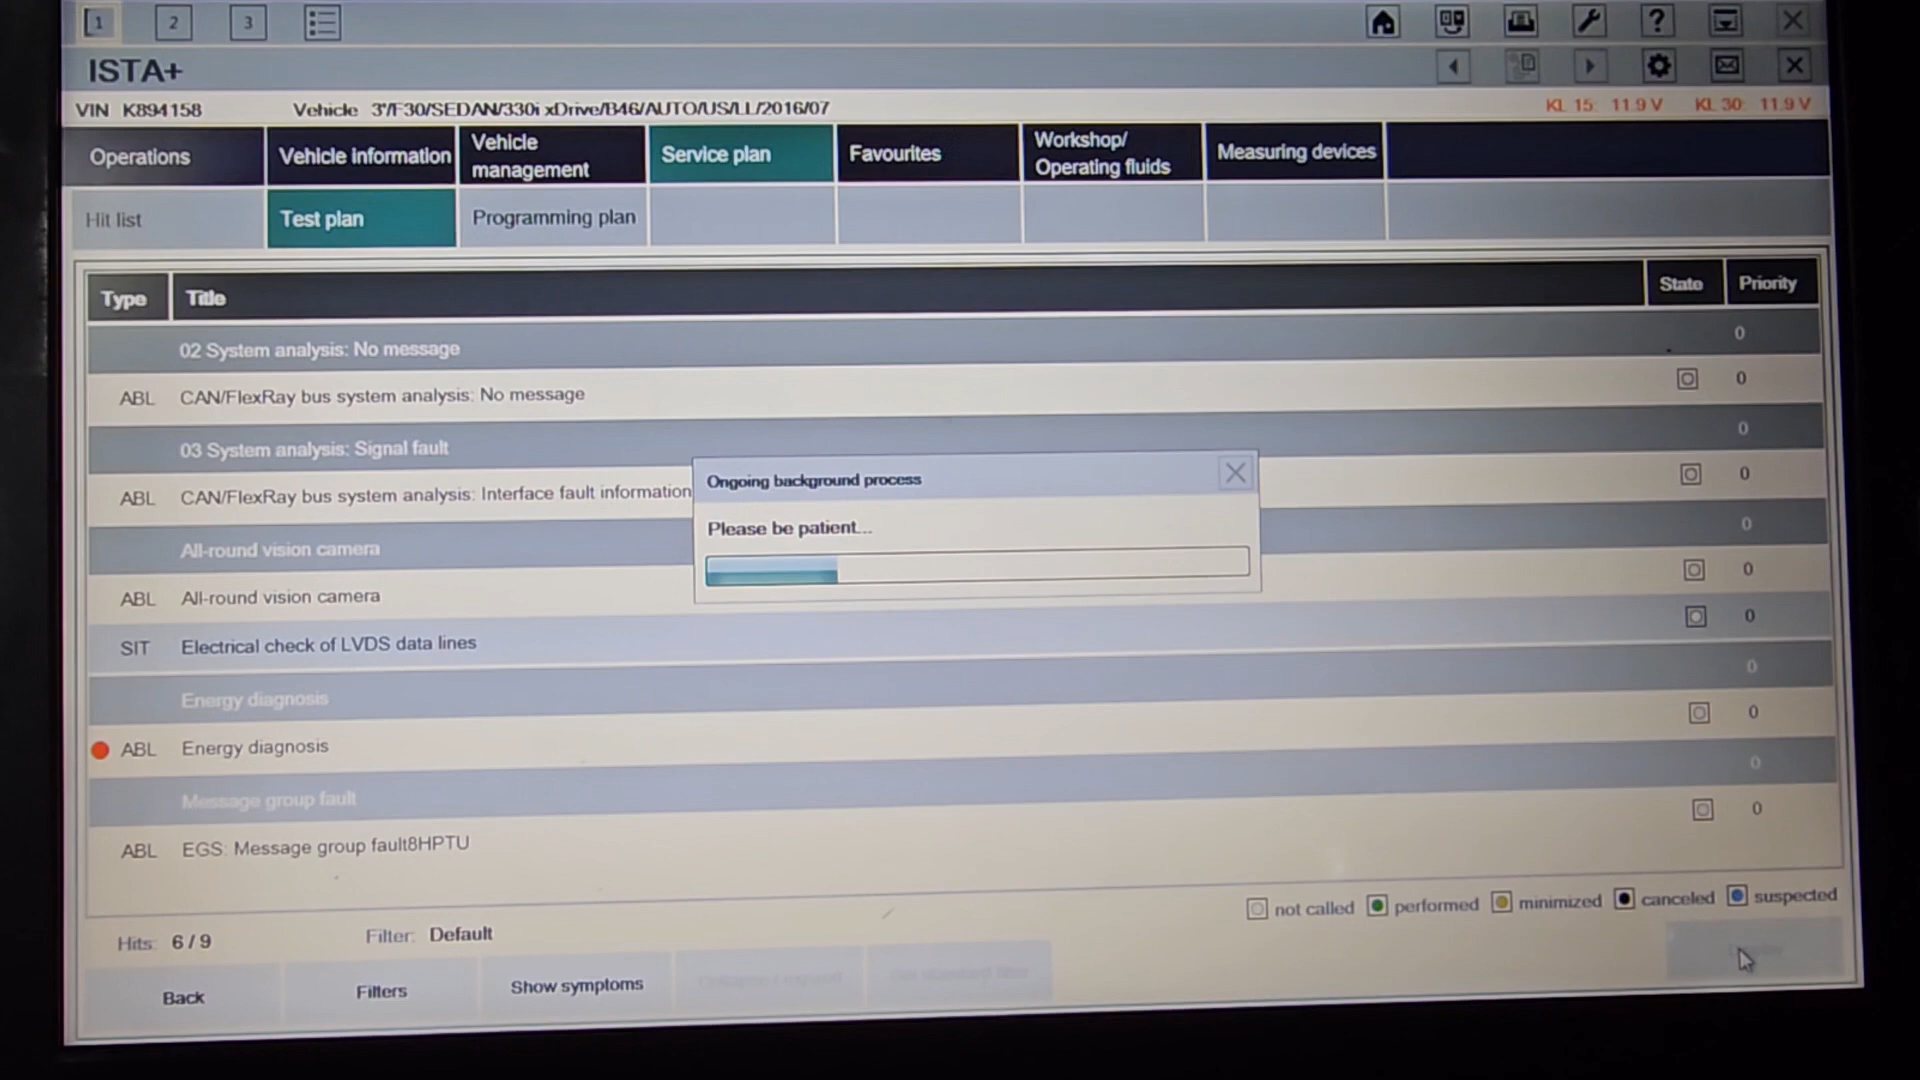 1 2 3
?
ISTA+
VIN K894158 Vehicle 3'/F30/SEDAN/330i xDrive/B46/AUTO/US/LL/2016/07 KL 15: 11.9 V KL 30: 11.9 V
Operations Vehicle information Vehicle management Service plan Favourites Workshop/ Operating fluids Measuring devices
Hit list Test plan Programming plan
Type Title State Priority
02 System analysis: No message 0
ABL CAN/FlexRay bus system analysis: No message 0
03 System analysis: Signal fault 0
ABL CAN/FlexRay bus system analysis: Interface fault information 0
Ongoing background process
Please be patient...
All-round vision camera 0
ABL All-round vision camera 0
SIT Electrical check of LVDS data lines 0
Energy diagnosis 0
ABL Energy diagnosis 0
Message group fault 0
ABL EGS: Message group fault8HPTU 0
not called performed minimized canceled suspected
Hits: 6 / 9 Filter: Default
Back Filters Show symptoms